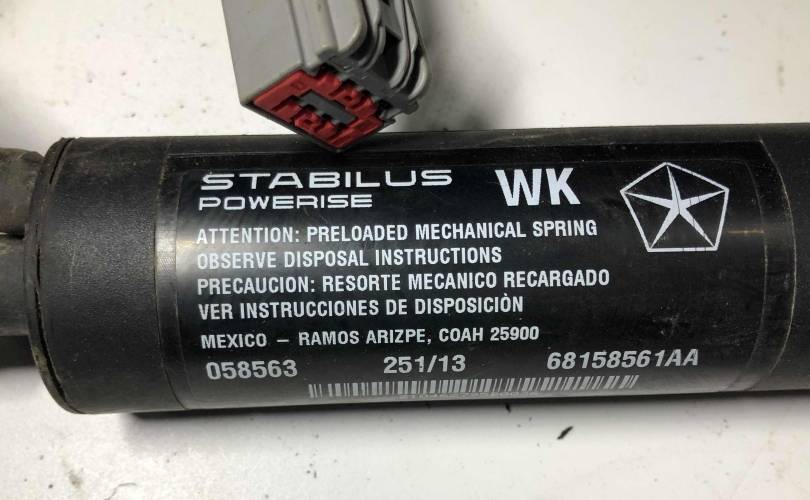 STABILUS
POWERISE
WK
ATTENTION: PRELOADED MECHANICAL SPRING
OBSERVE DISPOSAL INSTRUCTIONS
PRECAUCION: RESORTE MECANICO RECARGADO
VER INSTRUCCIONES DE DISPOSICIÒN
MEXICO – RAMOS ARIZPE, COAH 25900
058563 251/13 68158561AA